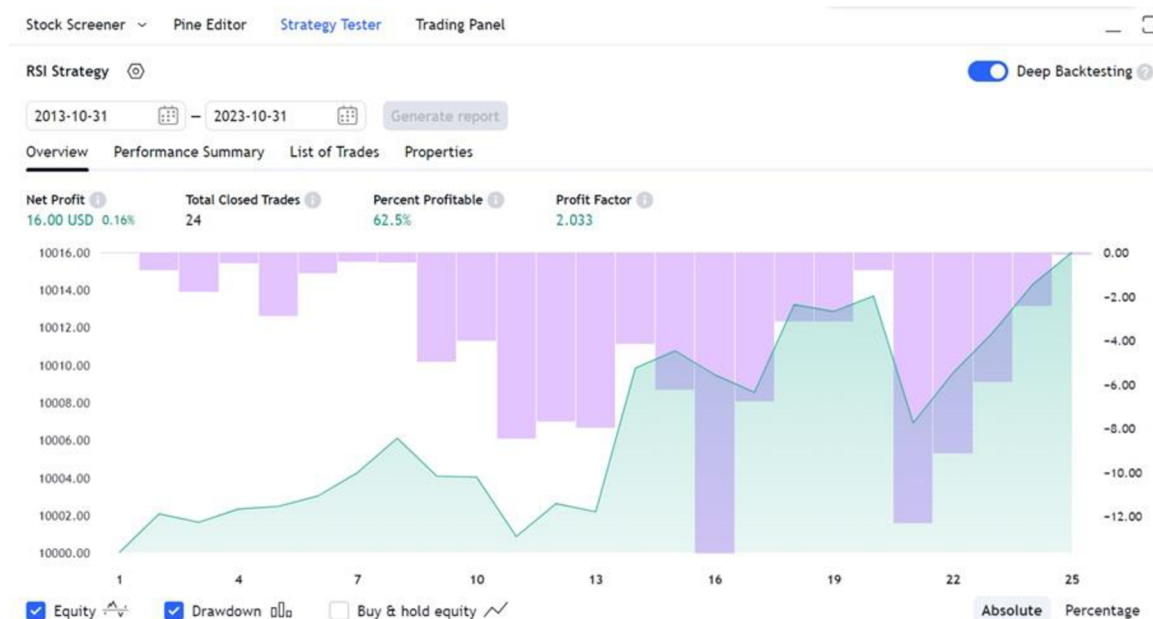 Stock Screener Pine Editor Strategy Tester Trading Panel
RSI Strategy Deep Backtesting ?
2013-10-31 – 2023-10-31 Generate report
Overview Performance Summary List of Trades Properties
Net Profit i Total Closed Trades i Percent Profitable i Profit Factor i
16.00 USD 0.16% 24 62.5% 2.033
10016.00 0.00
10014.00 −2.00
10012.00 −4.00
10010.00 −6.00
10008.00 −8.00
10006.00 −10.00
10004.00 −12.00
10002.00
10000.00
1 4 7 10 13 16 19 22 25
Equity Drawdown Buy & hold equity Absolute Percentage